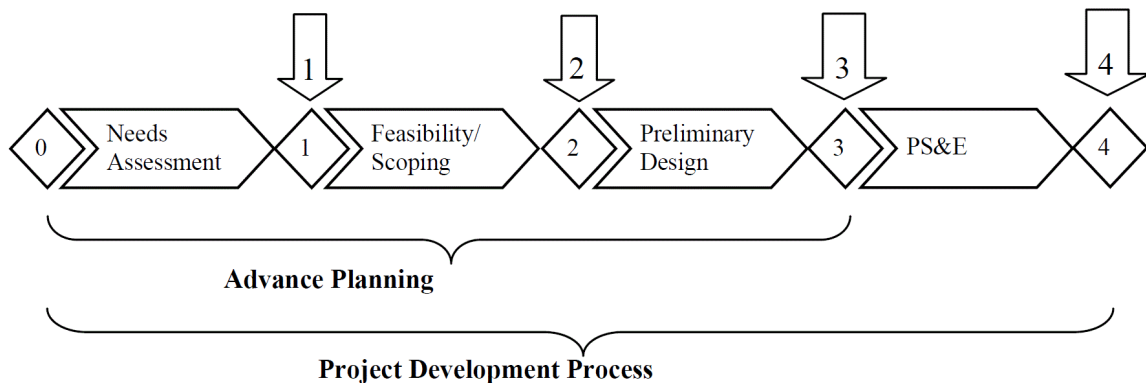 1
2
3
4
0
Needs
Assessment
1
Feasibility/
Scoping
2
Preliminary
Design
3
PS&E
4
Advance Planning
Project Development Process